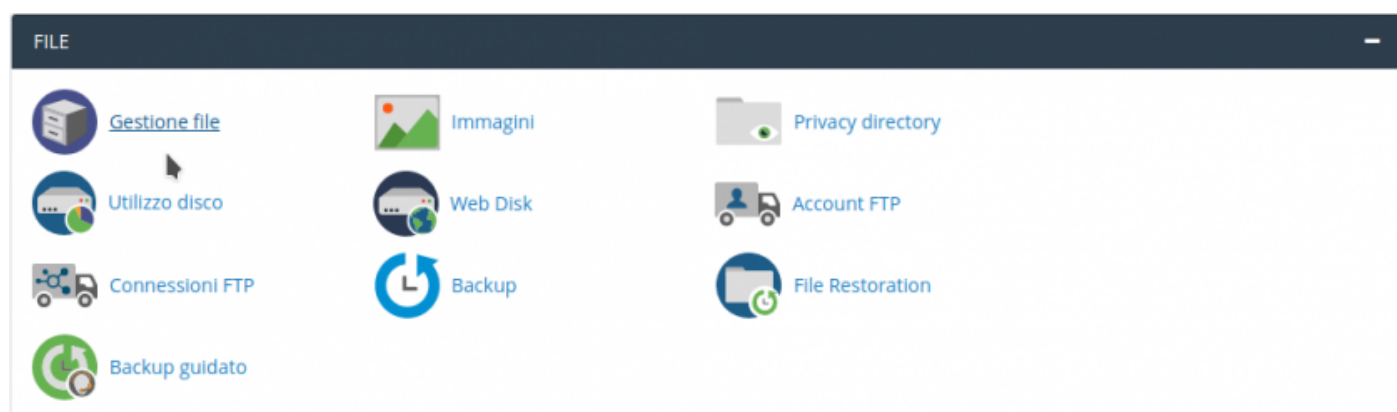 FILE
Gestione file
Immagini
Privacy directory
Utilizzo disco
Web Disk
Account FTP
Connessioni FTP
Backup
File Restoration
Backup guidato